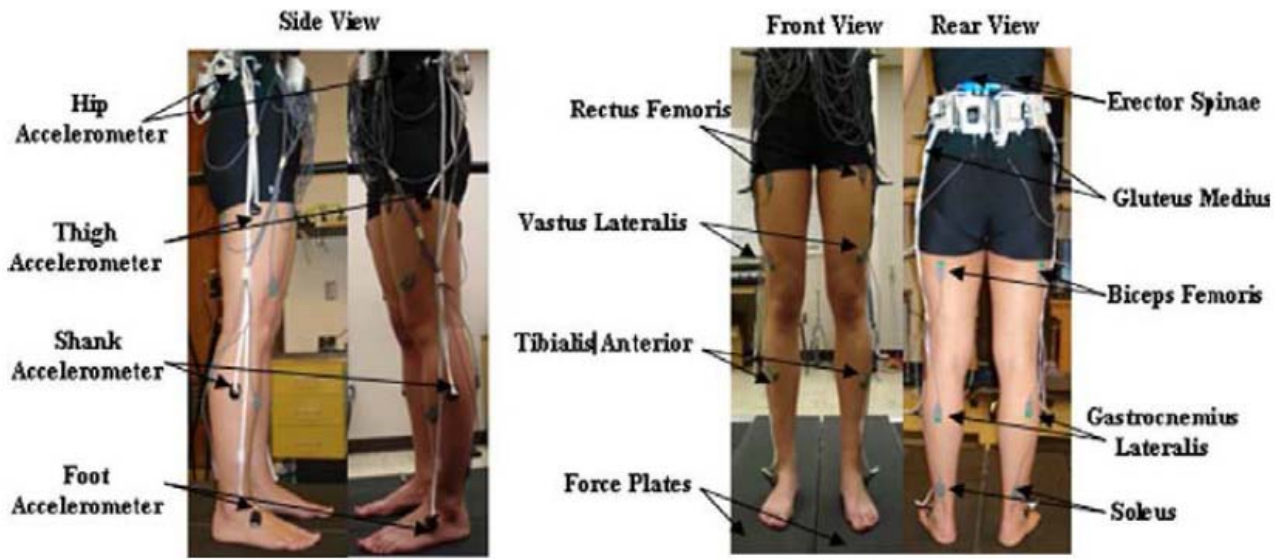 Side View
Hip
Accelerometer
Thigh
Accelerometer
Shank
Accelerometer
Foot
Accelerometer
Front View
Rear View
Rectus Femoris
Vastus Lateralis
Tibialis Anterior
Force Plates
Erector Spinae
Gluteus Medius
Biceps Femoris
Gastrocnemius
Lateralis
Soleus